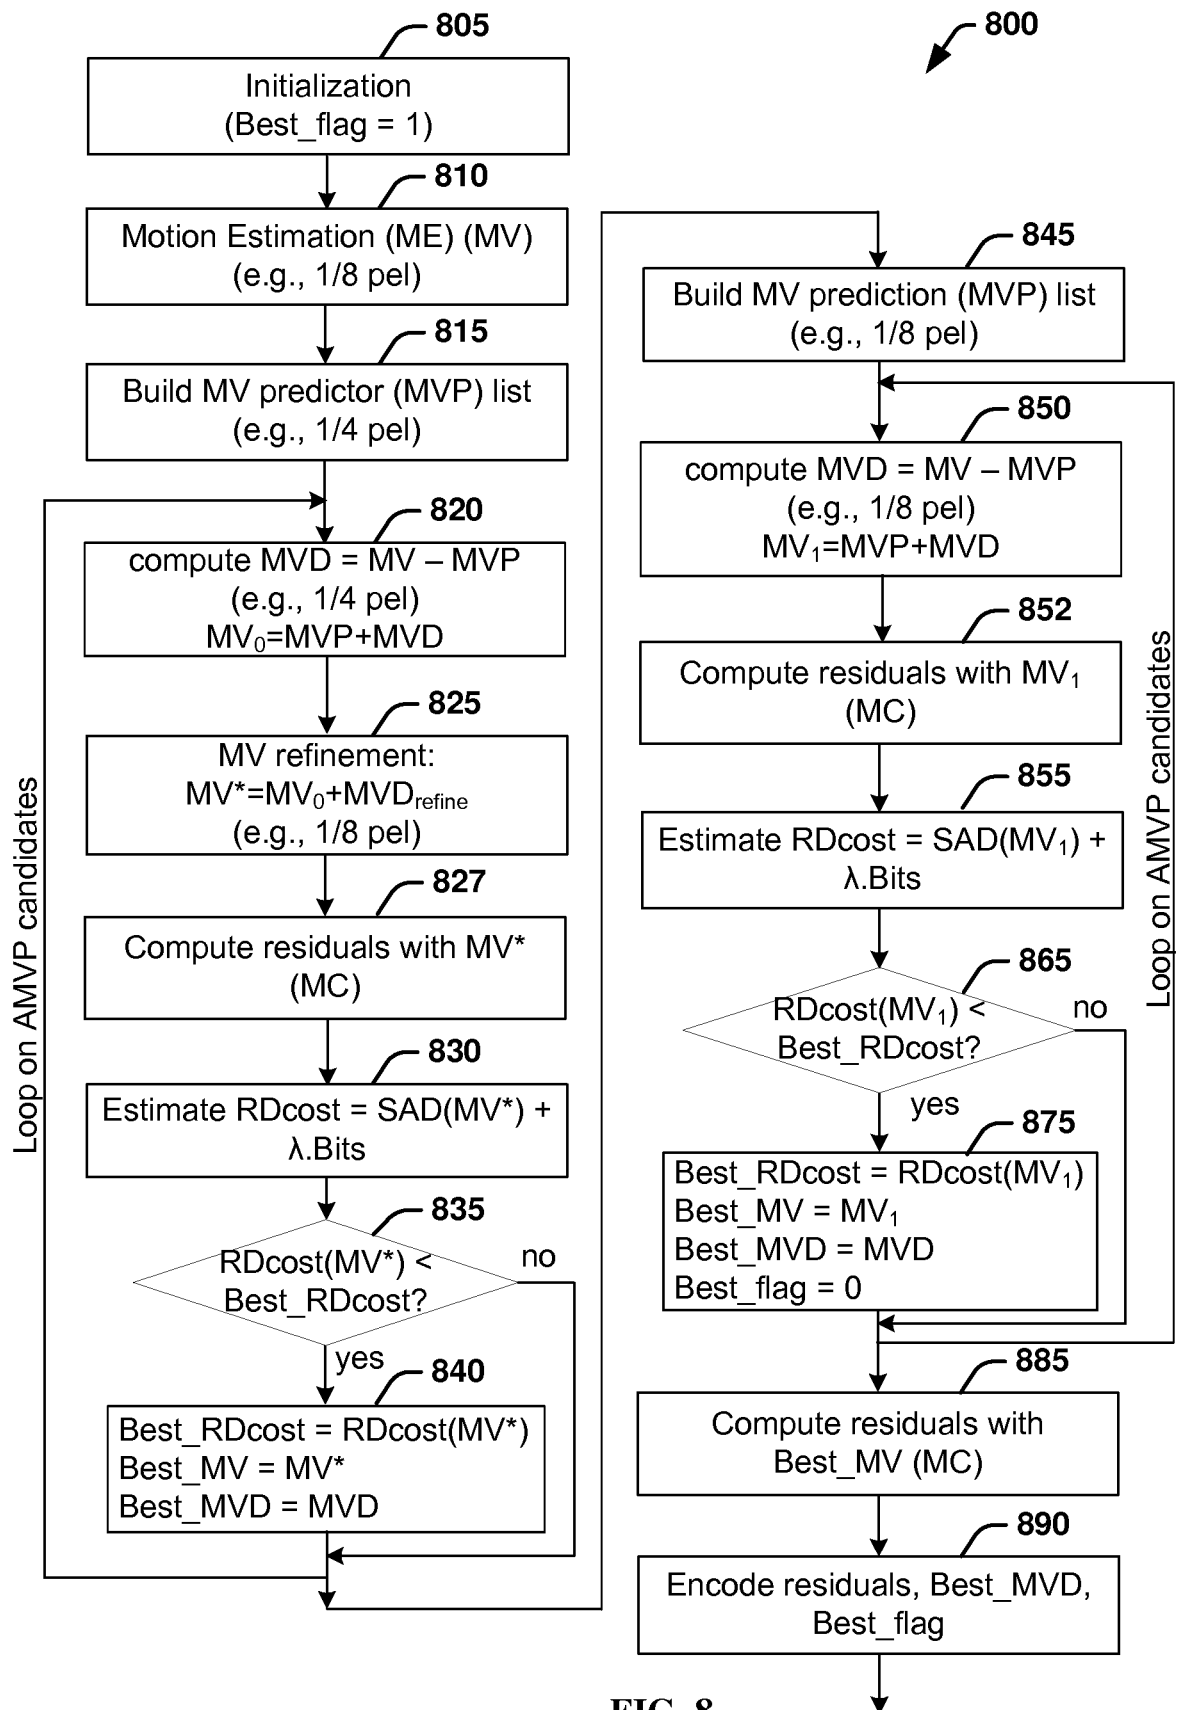 800
805
Initialization
(Best_flag = 1)
810
Motion Estimation (ME) (MV)
(e.g., 1/8 pel)
815
Build MV predictor (MVP) list
(e.g., 1/4 pel)
820
compute MVD = MV – MVP
(e.g., 1/4 pel)
MV₀=MVP+MVD
825
MV refinement:
MV*=MV₀+MVDrefine
(e.g., 1/8 pel)
827
Compute residuals with MV*
(MC)
830
Estimate RDcost = SAD(MV*) +
λ.Bits
835
RDcost(MV*) <
Best_RDcost?
no
yes
840
Best_RDcost = RDcost(MV*)
Best_MV = MV*
Best_MVD = MVD
Loop on AMVP candidates
845
Build MV prediction (MVP) list
(e.g., 1/8 pel)
850
compute MVD = MV – MVP
(e.g., 1/8 pel)
MV₁=MVP+MVD
852
Compute residuals with MV₁
(MC)
855
Estimate RDcost = SAD(MV₁) +
λ.Bits
865
RDcost(MV₁) <
Best_RDcost?
no
yes
875
Best_RDcost = RDcost(MV₁)
Best_MV = MV₁
Best_MVD = MVD
Best_flag = 0
Loop on AMVP candidates
885
Compute residuals with
Best_MV (MC)
890
Encode residuals, Best_MVD,
Best_flag
FIG. 8